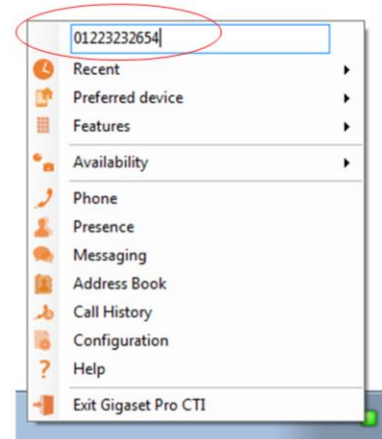 01223232654
Recent
Preferred device
Features
Availability
Phone
Presence
Messaging
Address Book
Call History
Configuration
Help
Exit Gigaset Pro CTI